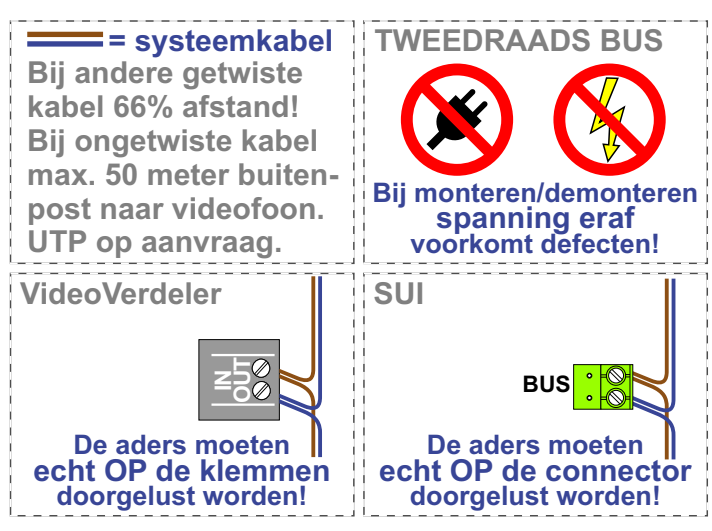 = systeemkabel
Bij andere getwiste
kabel 66% afstand!
Bij ongetwiste kabel
max. 50 meter buiten-
post naar videofoon.
UTP op aanvraag.
TWEEDRAADS BUS
Bij monteren/demonteren
spanning eraf
voorkomt defecten!
VideoVerdeler
IN
OUT
De aders moeten
echt OP de klemmen
doorgelust worden!
SUI
BUS
De aders moeten
echt OP de connector
doorgelust worden!